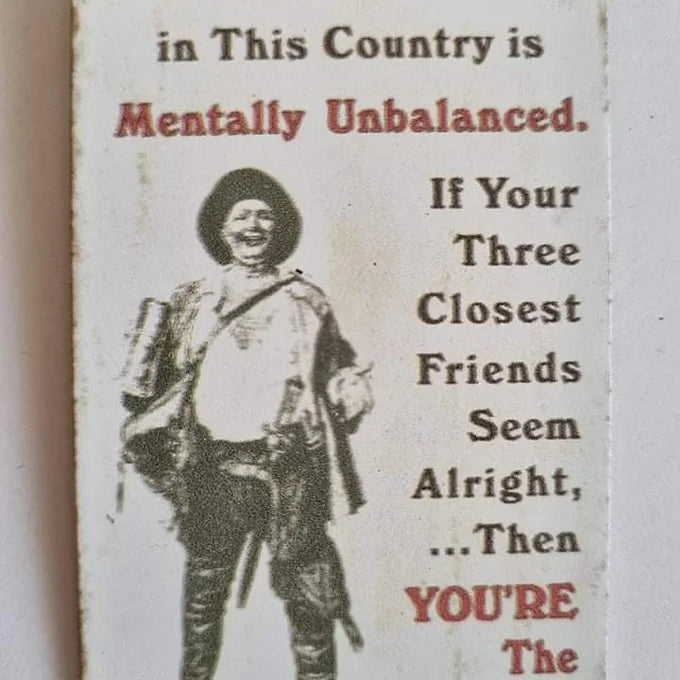 in This Country is
Mentally Unbalanced.
If Your
Three
Closest
Friends
Seem
Alright,
...Then
YOU'RE
The